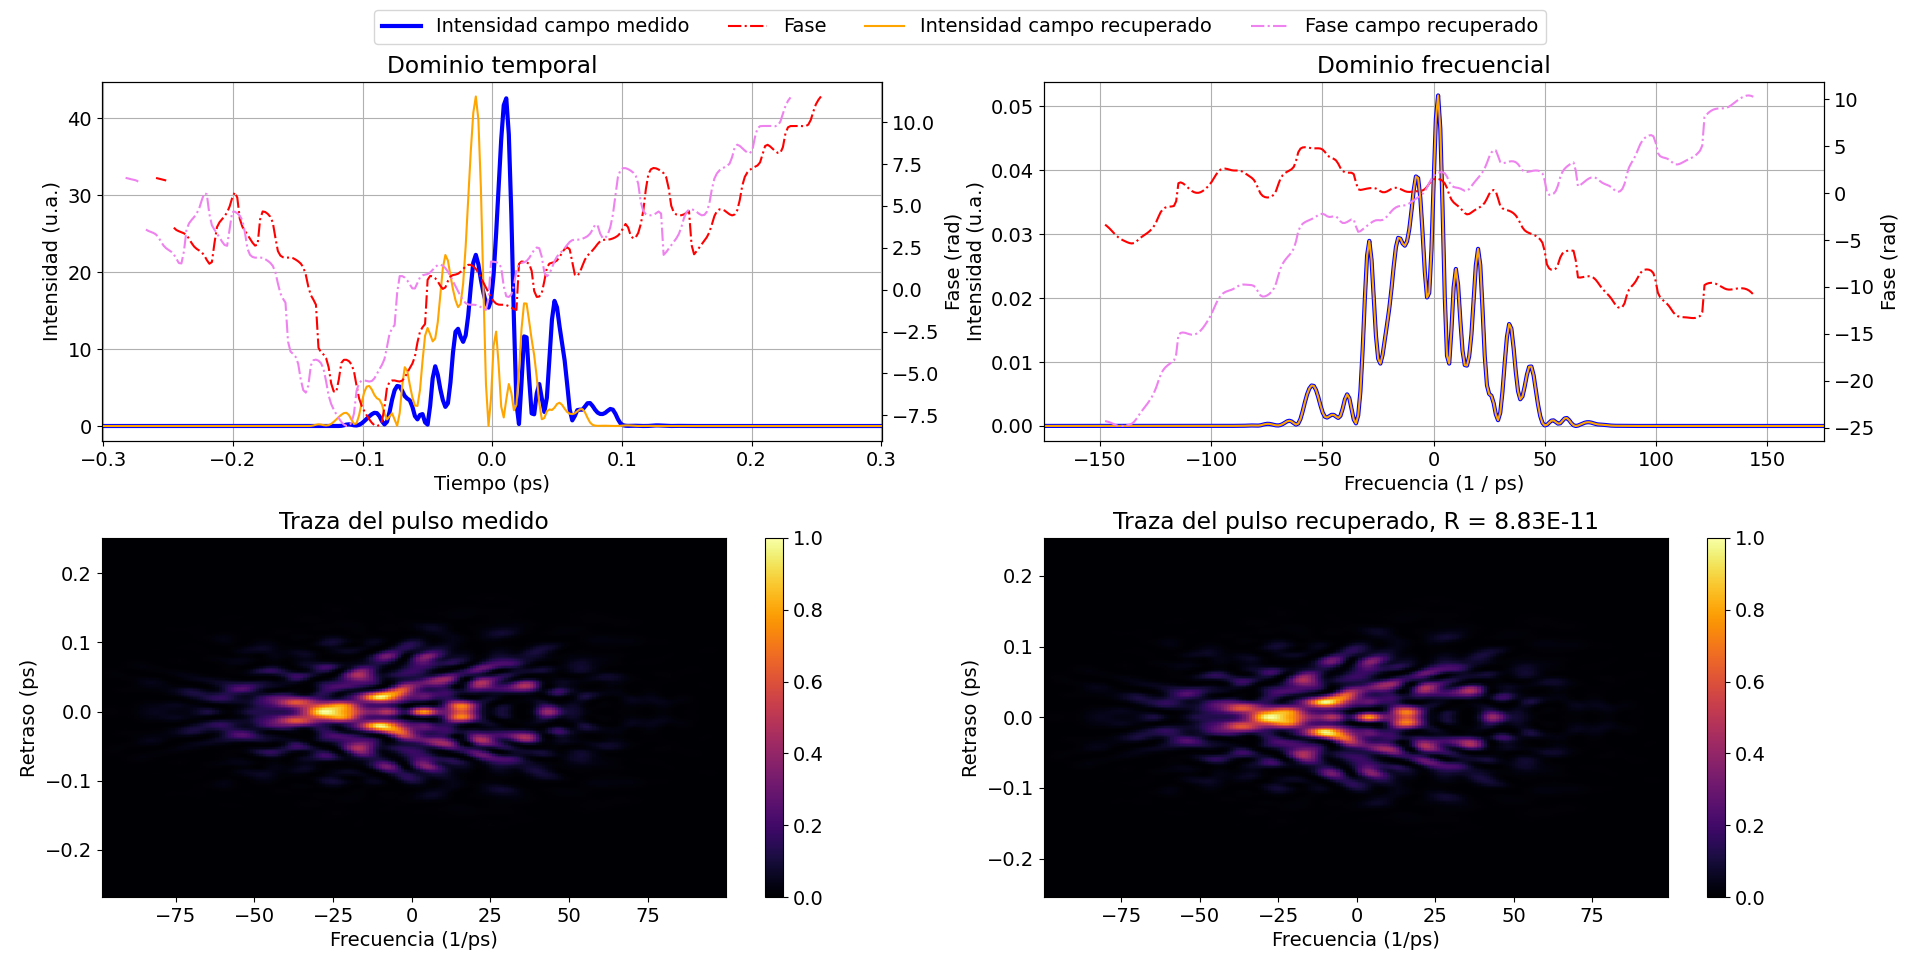 Intensidad campo medido Fase Intensidad campo recuperado Fase campo recuperado
Dominio temporal
Intensidad (u.a.)
40
30
20
10
0
10.0
7.5
5.0
2.5
0.0
−2.5
−5.0
−7.5
Fase (rad)
−0.3 −0.2 −0.1 0.0 0.1 0.2 0.3
Tiempo (ps)
Dominio frecuencial
Intensidad (u.a.)
0.05
0.04
0.03
0.02
0.01
0.00
10
5
0
−5
−10
−15
−20
−25
Fase (rad)
−150 −100 −50 0 50 100 150
Frecuencia (1 / ps)
Traza del pulso medido
Retraso (ps)
0.2
0.1
0.0
−0.1
−0.2
−75 −50 −25 0 25 50 75
Frecuencia (1/ps)
1.0
0.8
0.6
0.4
0.2
0.0
Traza del pulso recuperado, R = 8.83E-11
Retraso (ps)
0.2
0.1
0.0
−0.1
−0.2
−75 −50 −25 0 25 50 75
Frecuencia (1/ps)
1.0
0.8
0.6
0.4
0.2
0.0